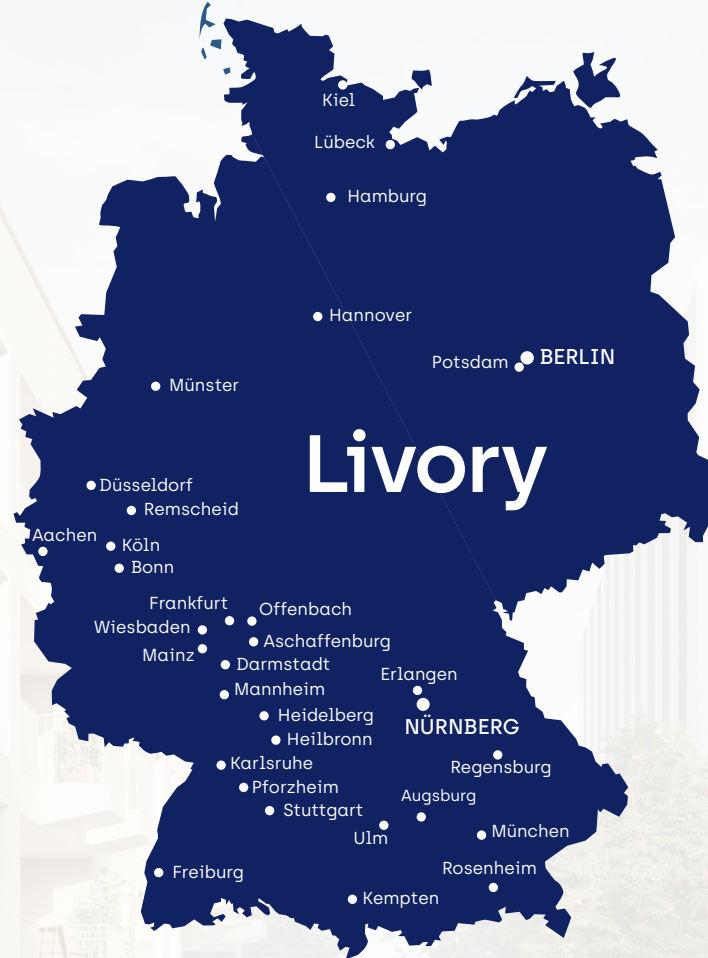 Kiel
Lübeck
Hamburg
Hannover
Potsdam
BERLIN
Münster
Livory
Düsseldorf
Remscheid
Aachen
Köln
Bonn
Frankfurt
Offenbach
Wiesbaden
Aschaffenburg
Mainz
Darmstadt
Erlangen
Mannheim
Heidelberg
NÜRNBERG
Heilbronn
Karlsruhe
Regensburg
Pforzheim
Augsburg
Stuttgart
Ulm
München
Rosenheim
Freiburg
Kempten